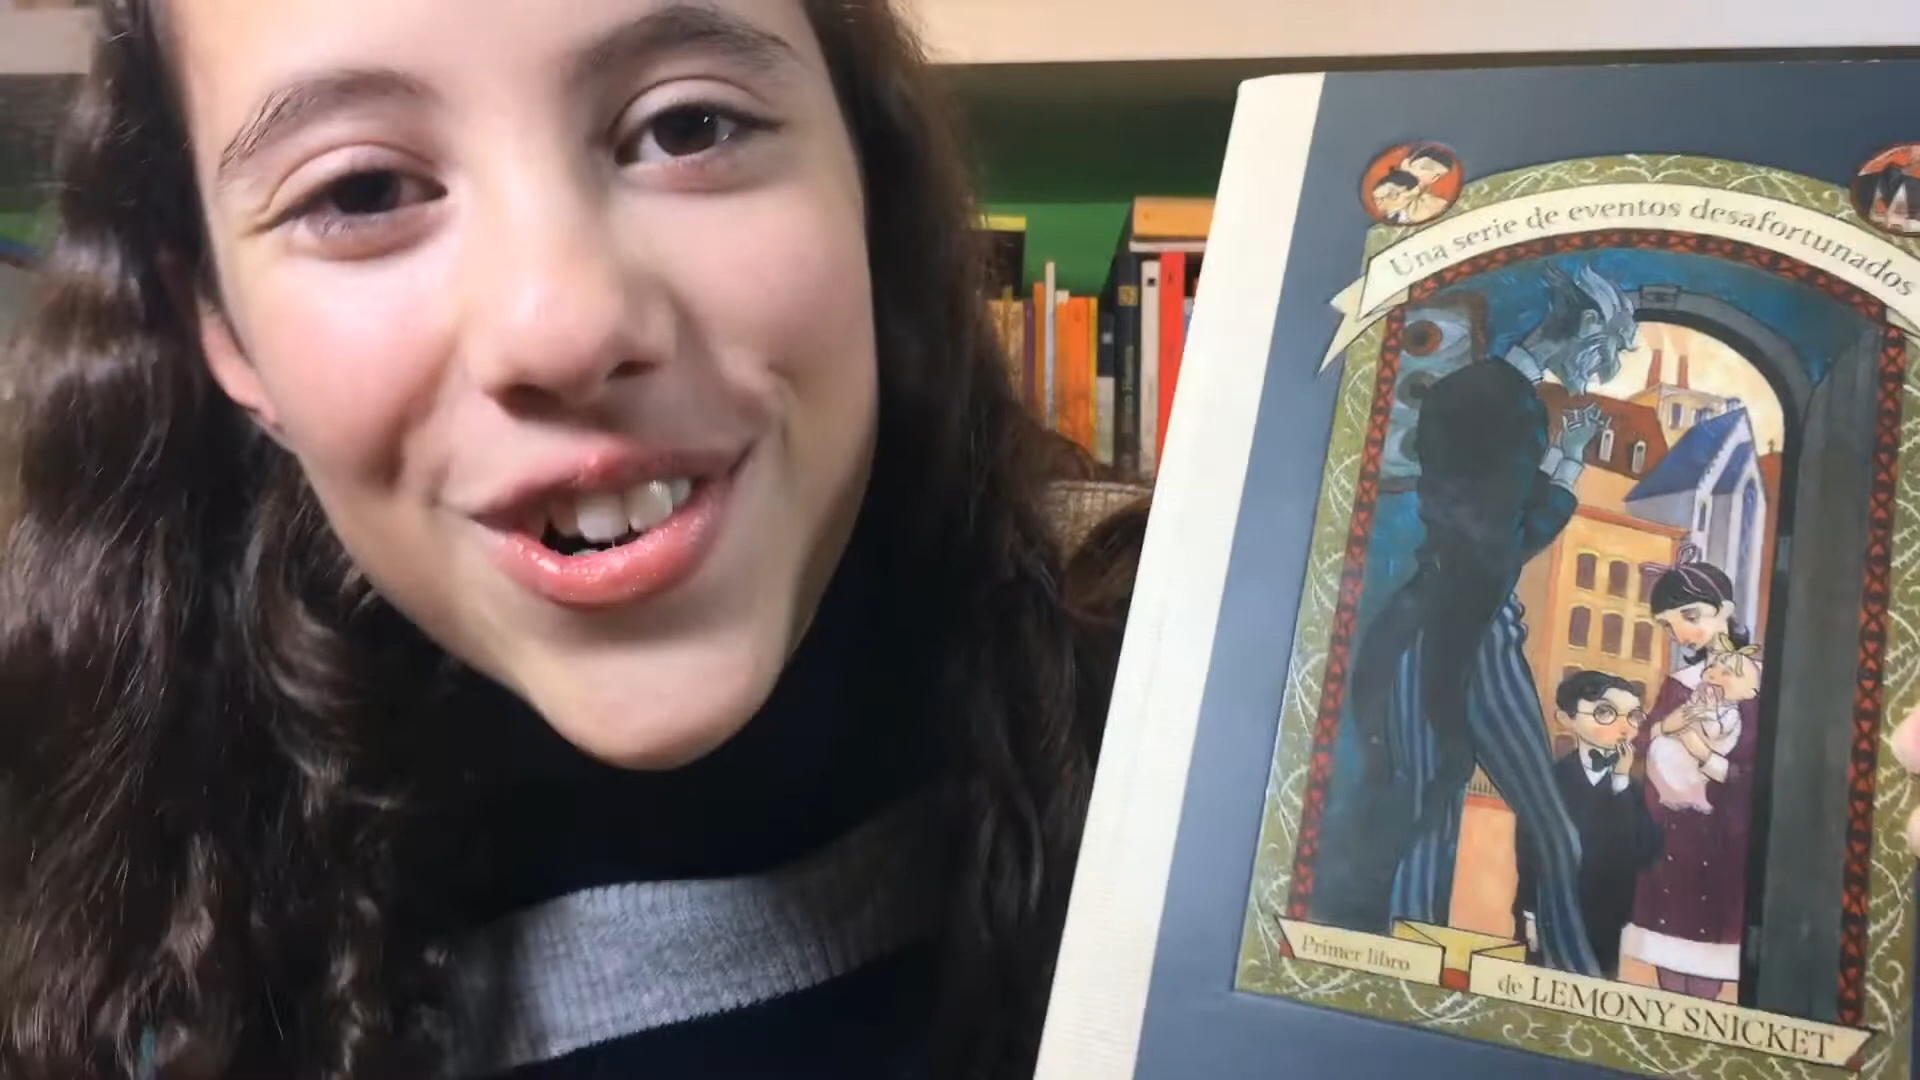 Una serie de eventos desafortunados
Primer libro
de LEMONY SNICKET